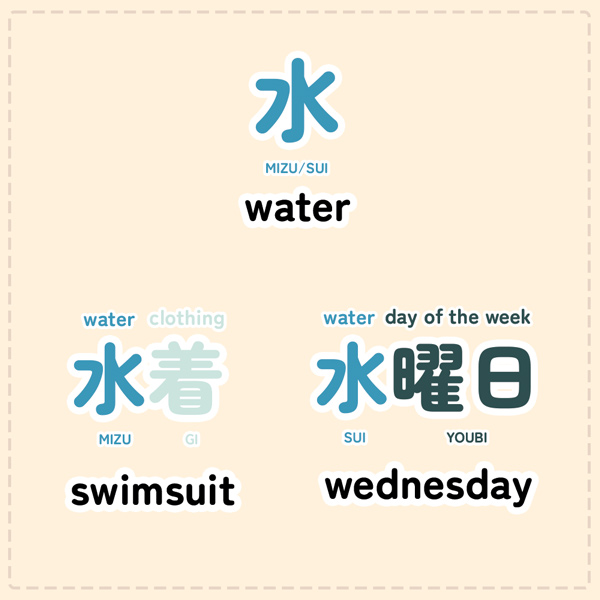 水
MIZU/SUI
water
water clothing
水着
MIZU GI
swimsuit
water day of the week
水曜日
SUI YOUBI
wednesday